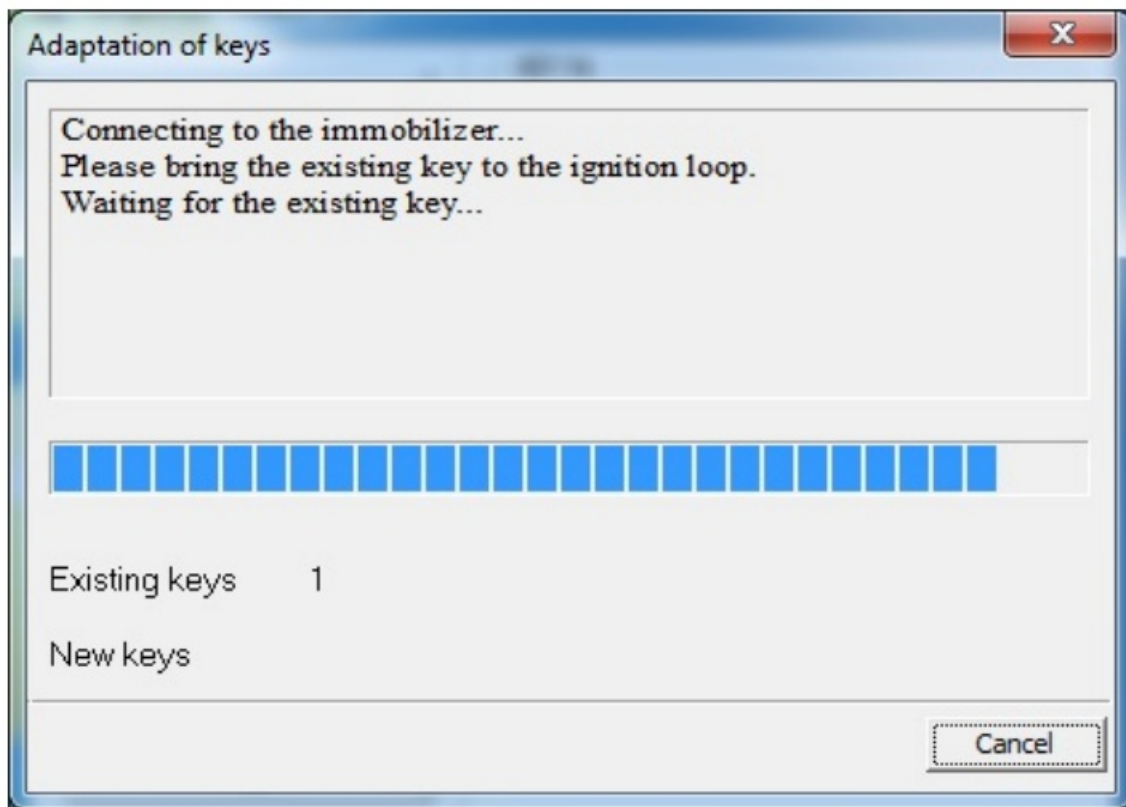 Adaptation of keys
Connecting to the immobilizer...
Please bring the existing key to the ignition loop.
Waiting for the existing key...
Existing keys 1
New keys
Cancel